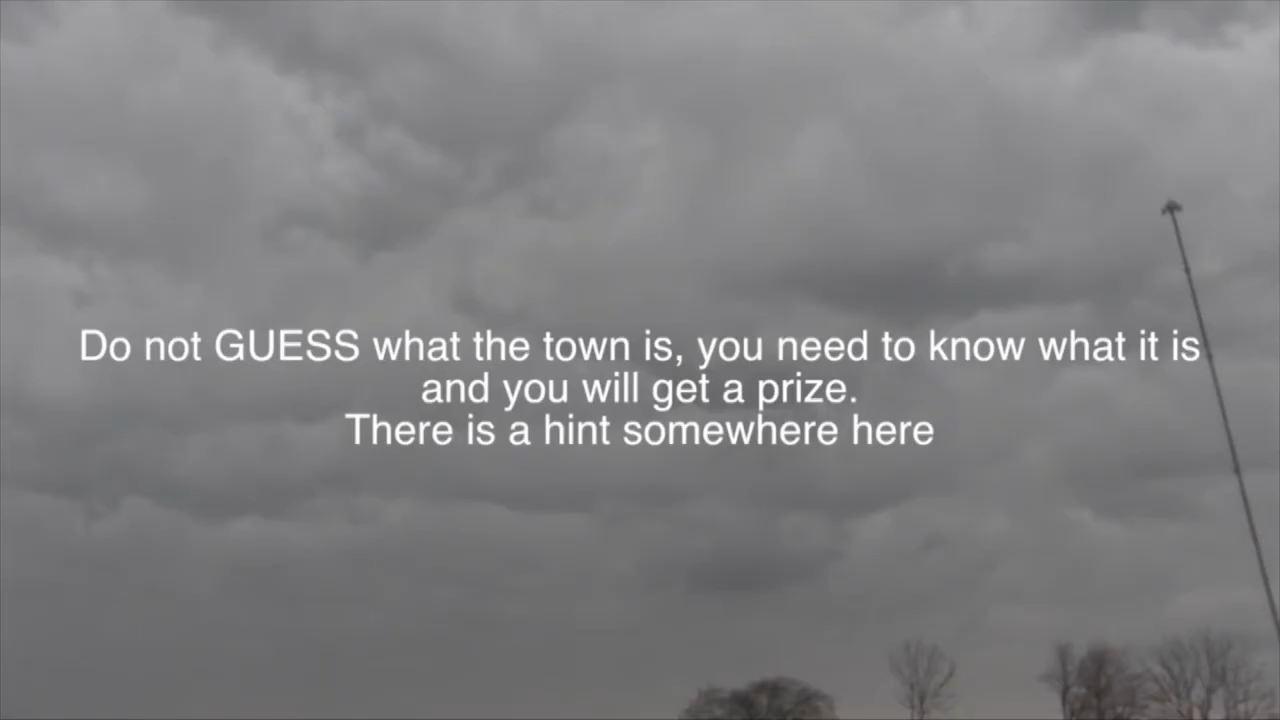 Do not GUESS what the town is, you need to know what it is
and you will get a prize.
There is a hint somewhere here